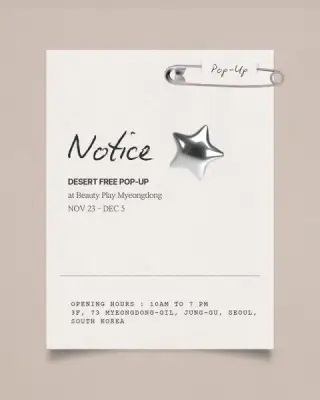 Pop-Up
Notice
DESERT FREE POP-UP
at Beauty Play Myeongdong
NOV 23 - DEC 5
OPENING HOURS : 10AM TO 7 PM
3F, 73 MYEONGDONG-GIL, JUNG-GU, SEOUL,
SOUTH KOREA